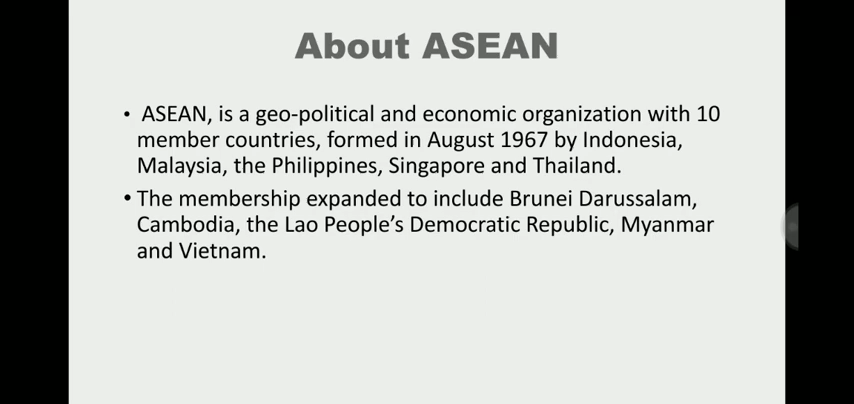 About ASEAN
• ASEAN, is a geo-political and economic organization with 10
member countries, formed in August 1967 by Indonesia,
Malaysia, the Philippines, Singapore and Thailand.
• The membership expanded to include Brunei Darussalam,
Cambodia, the Lao People’s Democratic Republic, Myanmar
and Vietnam.